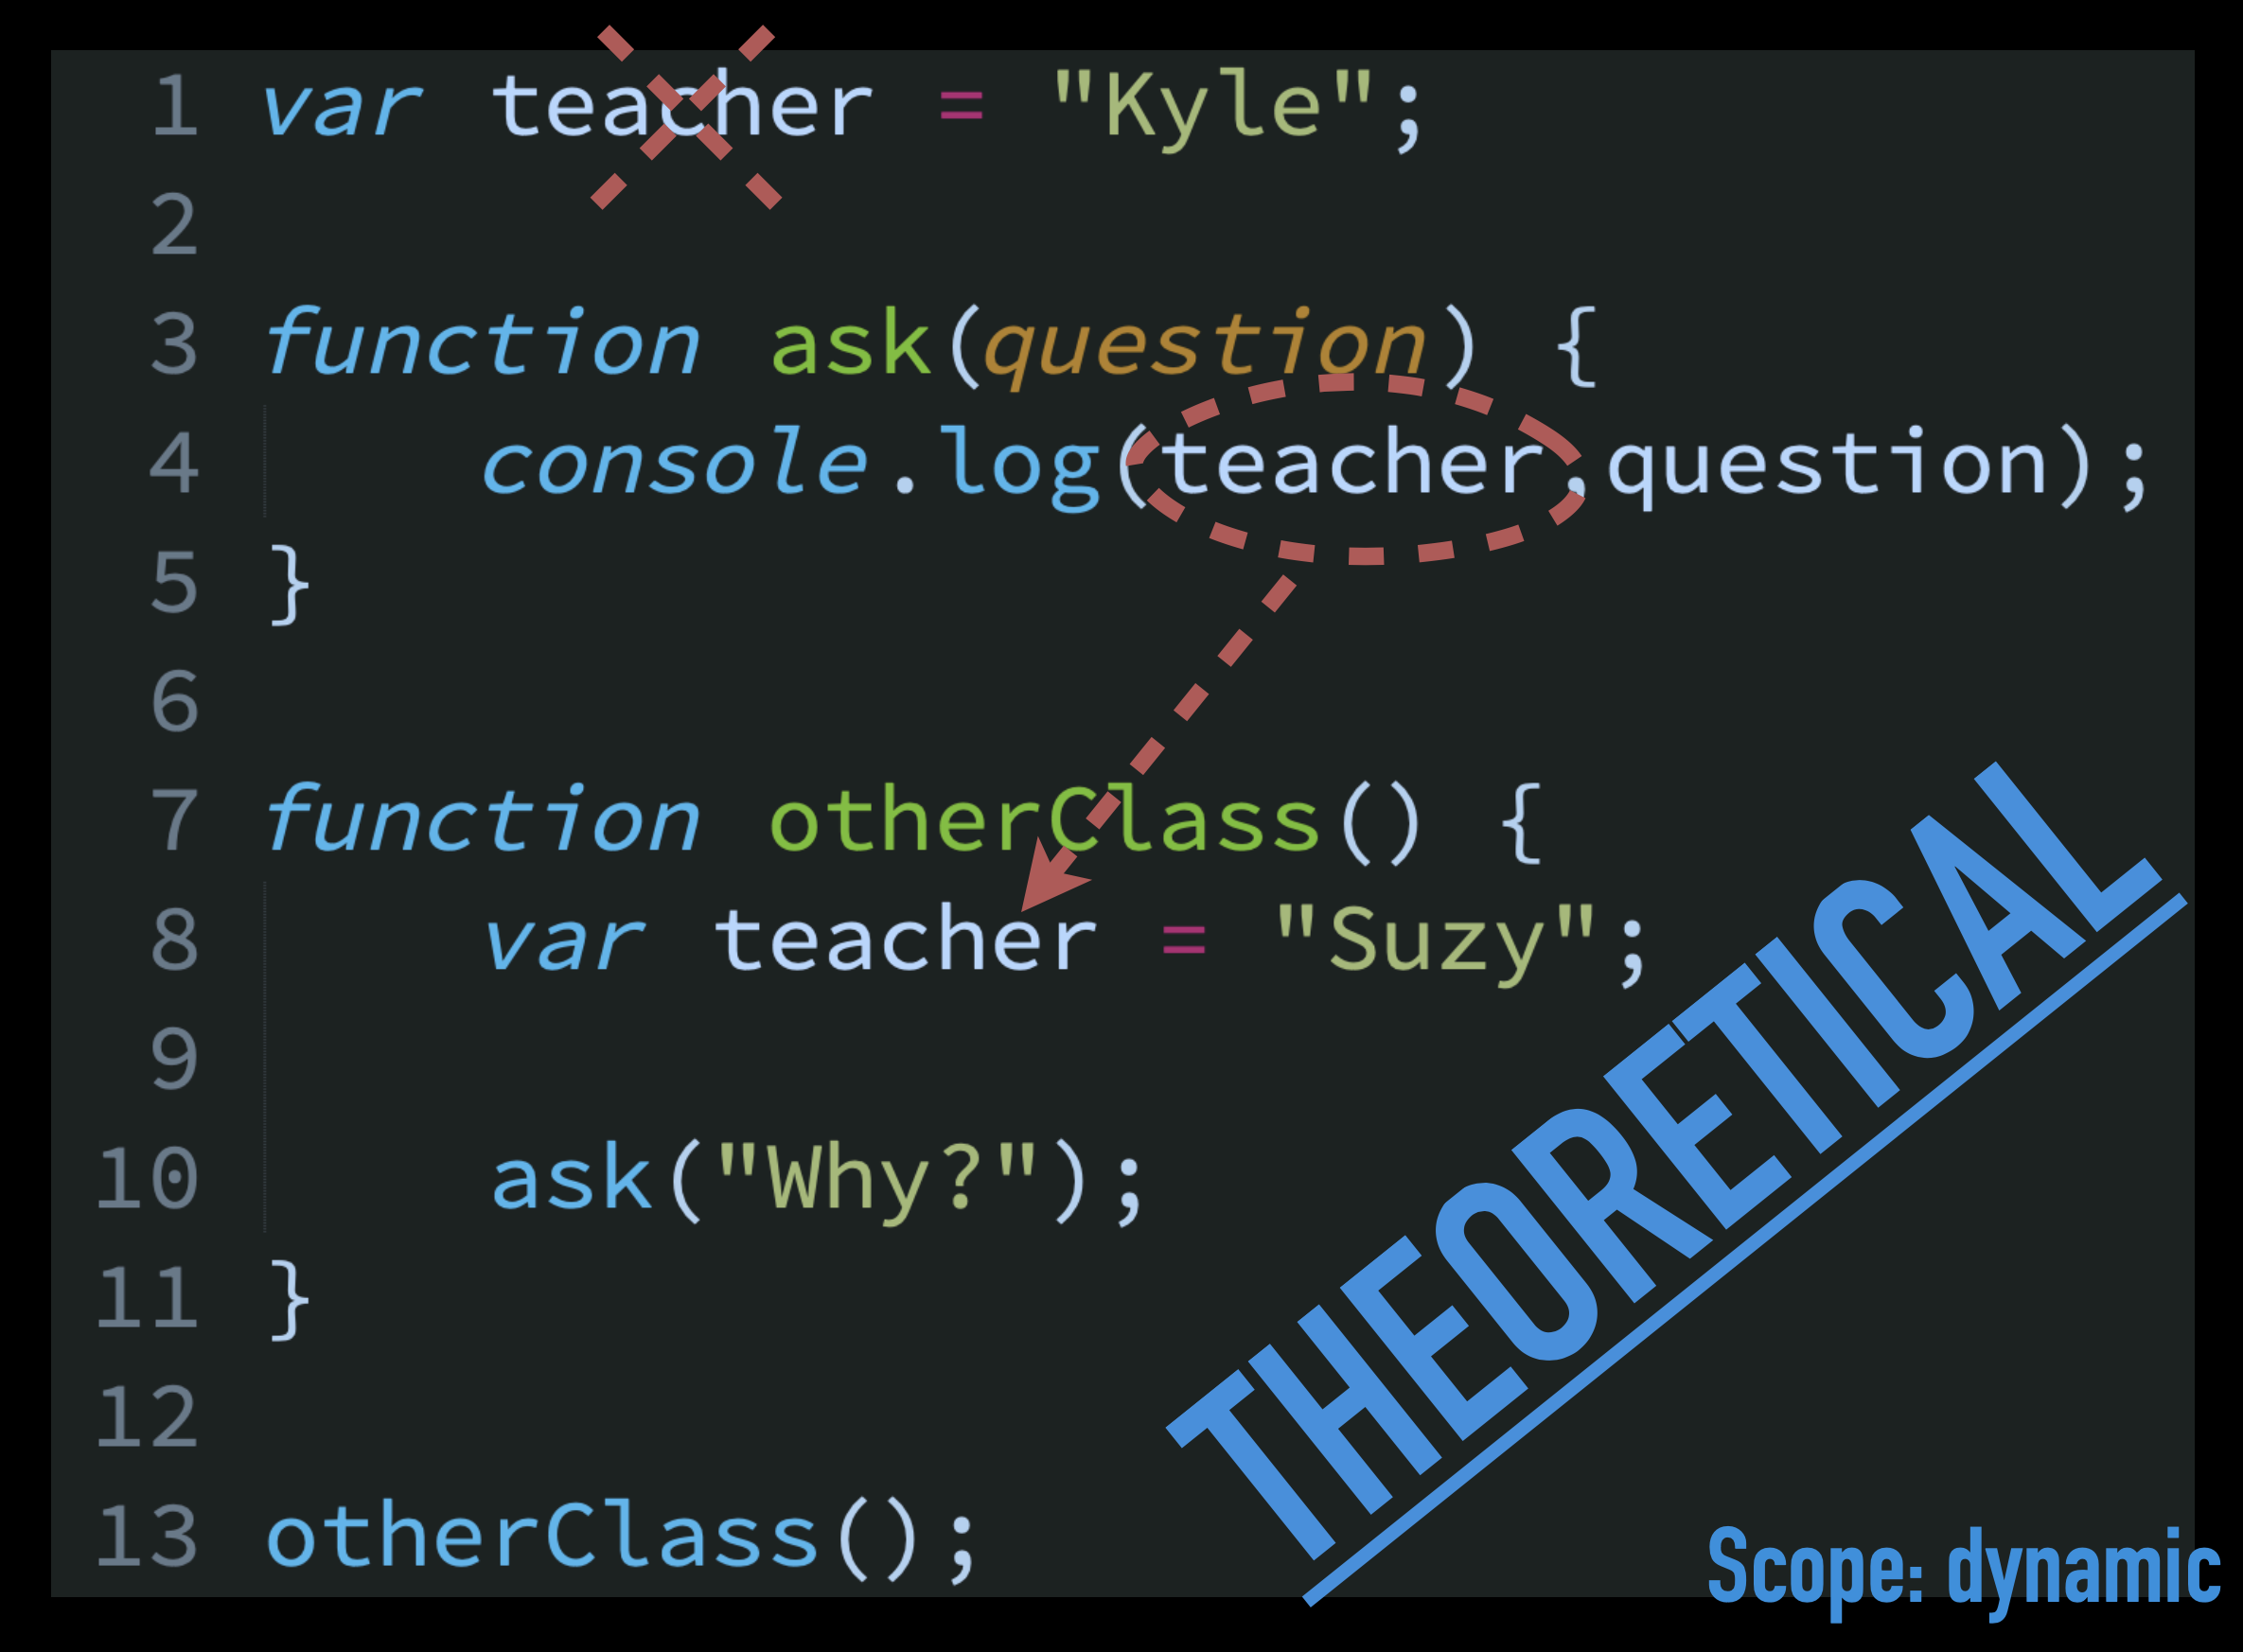 1 var teacher = "Kyle";
2
3 function ask(question) {
4     console.log(teacher,question);
5 }
6
7 function otherClass() {
8     var teacher = "Suzy";
9
10     ask("Why?");
11 }
12
13 otherClass();
THEORETICAL
Scope: dynamic